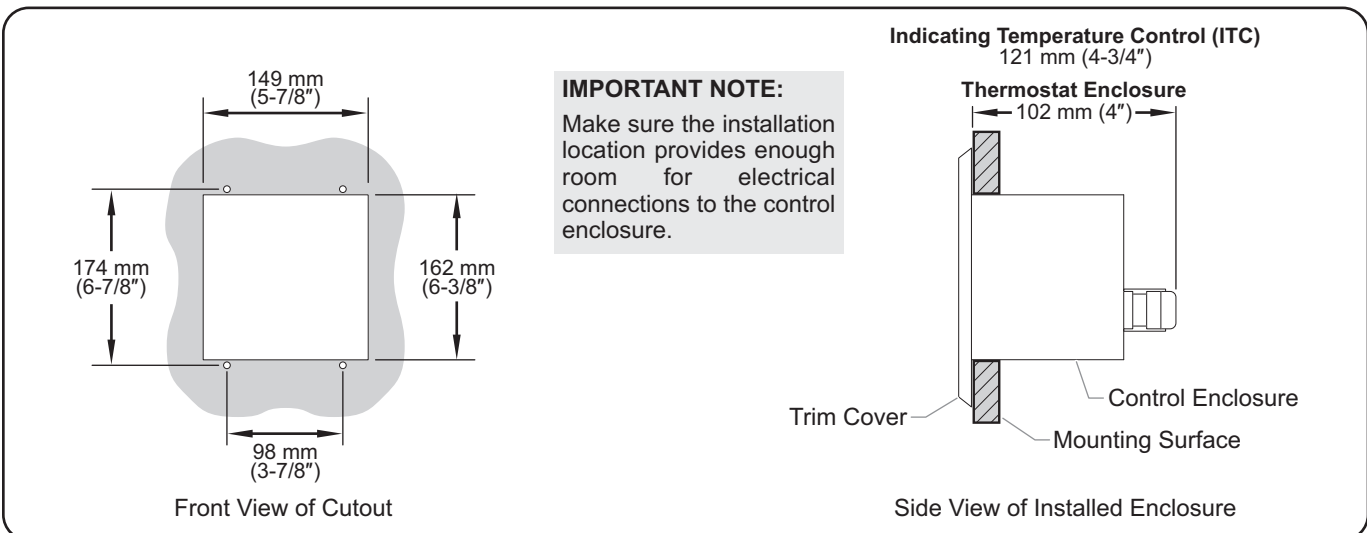 149 mm
(5-7/8″)
174 mm
(6-7/8″)
162 mm
(6-3/8″)
98 mm
(3-7/8″)
Front View of Cutout
IMPORTANT NOTE:
Make sure the installation
location provides enough
room for electrical
connections to the control
enclosure.
Indicating Temperature Control (ITC)
121 mm (4-3/4″)
Thermostat Enclosure
102 mm (4″)
Trim Cover
Control Enclosure
Mounting Surface
Side View of Installed Enclosure